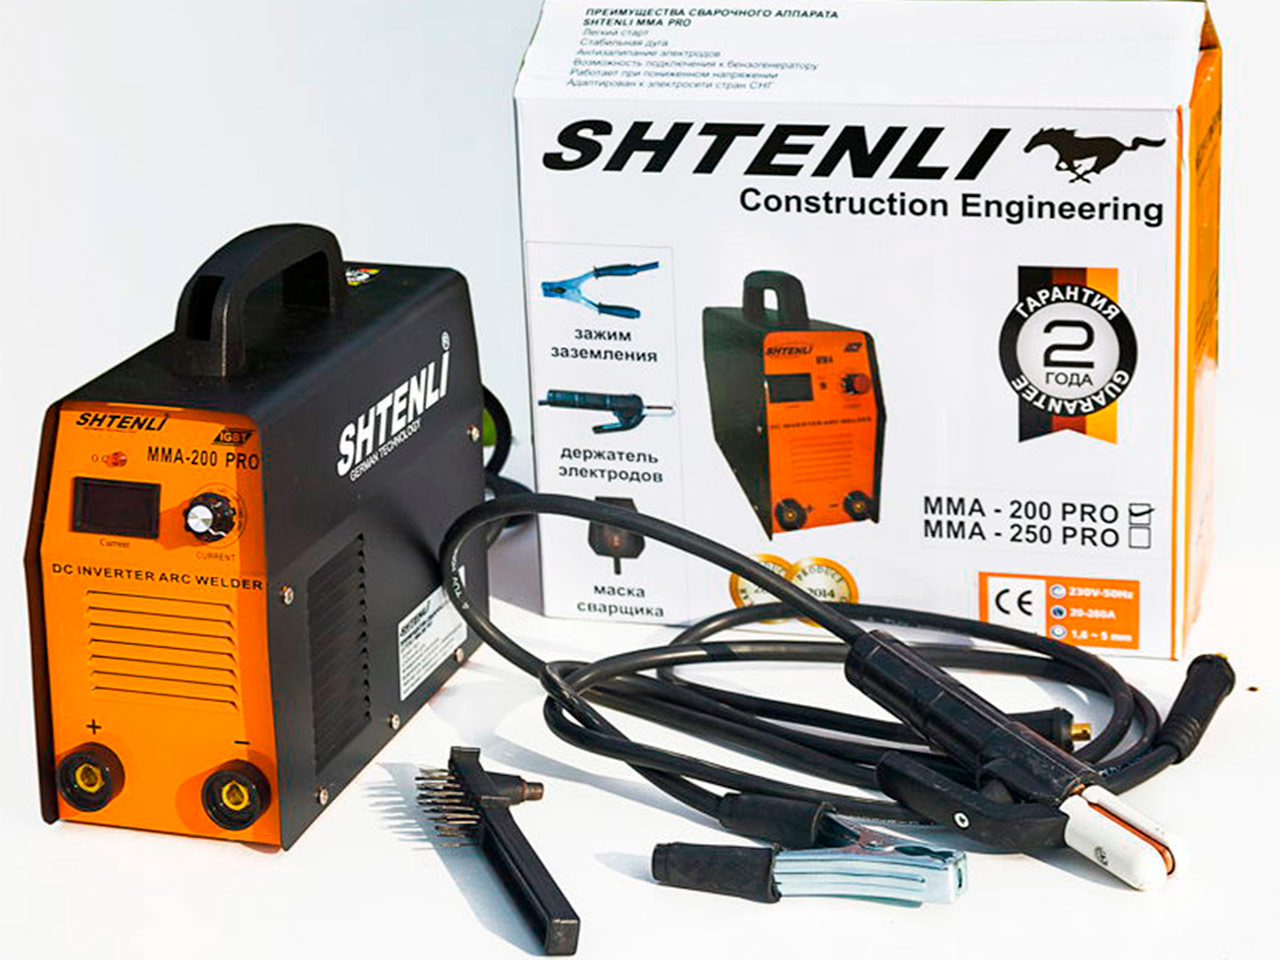 ПРЕИМУЩЕСТВА СВАРОЧНОГО АППАРАТА
SHTENLI MMA PRO
Легкий старт
Стабильная дуга
Антизалипание электродов
Возможность подключения к бензогенератору
Работает при пониженном напряжении
Адаптирован к электросети стран СНГ
SHTENLI
Construction Engineering
зажим
заземления
держатель
электродов
маска
сварщика
SHTENLI
MMA
DC INVERTER ARC WELDER
ГАРАНТИЯ
2
ГОДА
GUARANTEE
MMA - 200 PRO
MMA - 250 PRO
2014
CE
230V-50Hz
20-260A
1,6 ~ 5 mm
SHTENLI
IGBT
MMA-200 PRO
Current
CURRENT
DC INVERTER ARC WELDER
+
-
SHTENLI®
GERMAN TECHNOLOGY
SHTENLI